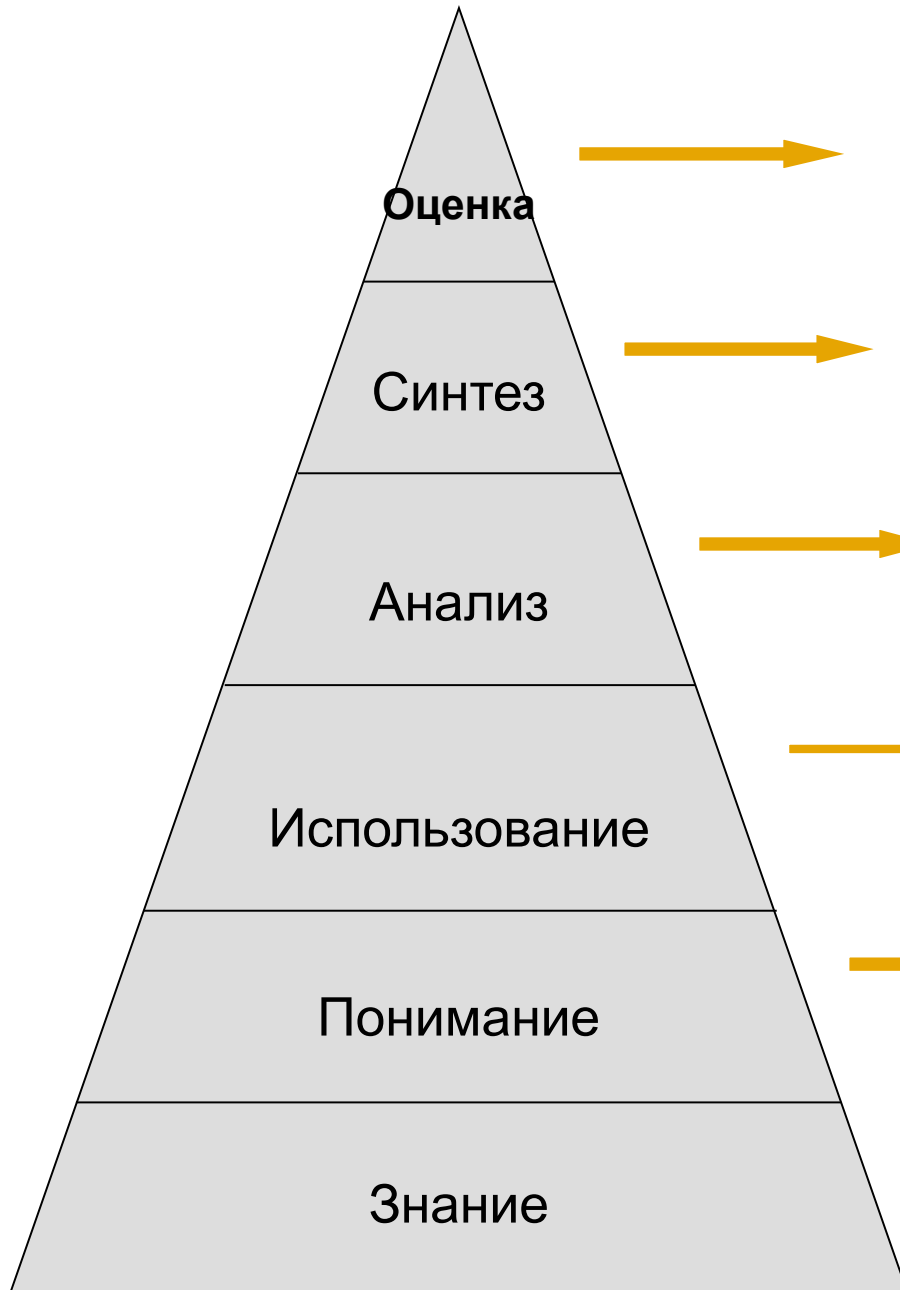 Оценка
Синтез
Анализ
Использование
Понимание
Знание